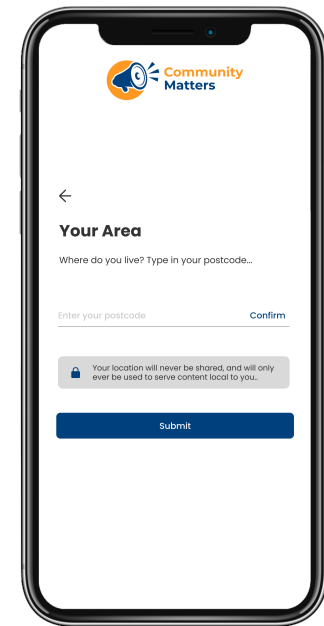 Community
Matters
Your Area
Where do you live? Type in your postcode...
Enter your postcode Confirm
Your location will never be shared, and will only
ever be used to serve content local to you..
Submit